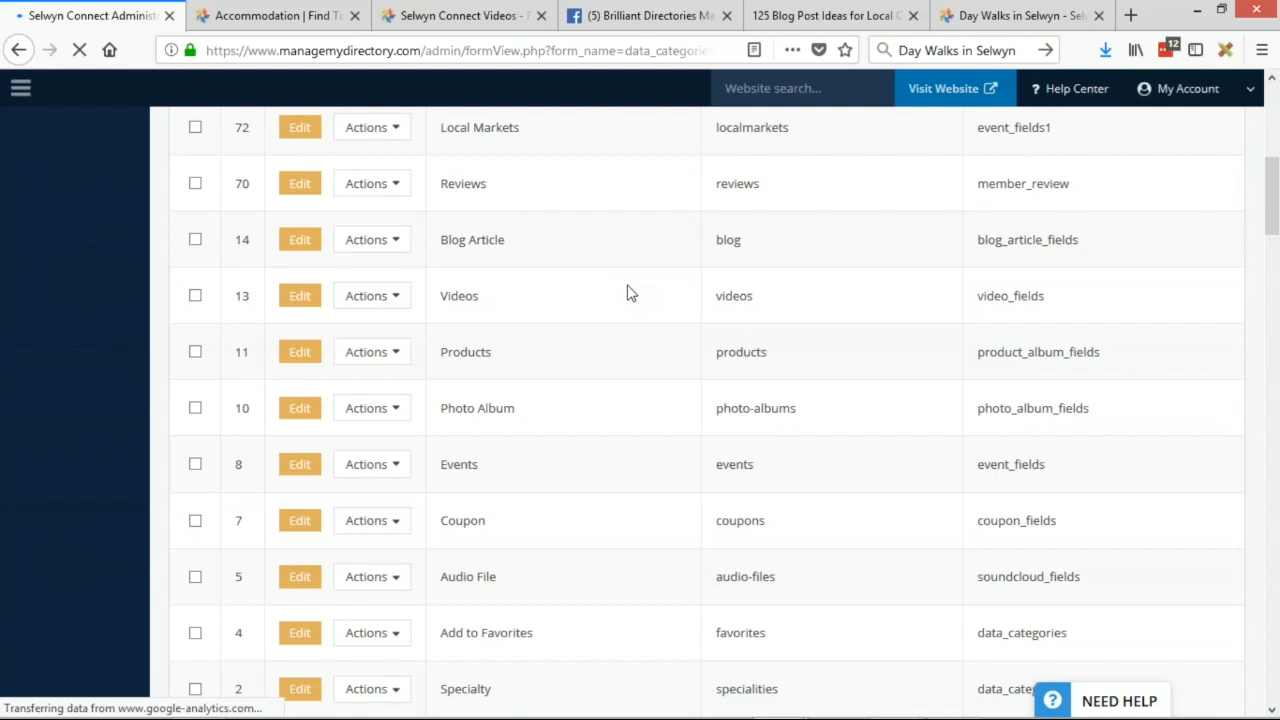 Selwyn Connect Administ
Accommodation | Find To
Selwyn Connect Videos - F
(5) Brilliant Directories Ma
125 Blog Post Ideas for Local C
Day Walks in Selwyn - Sel
https://www.managemydirectory.com/admin/formView.php?form_name=data_categorie
Day Walks in Selwyn
12
Website search...
Visit Website
Help Center
My Account
72 Edit Actions Local Markets localmarkets event_fields1
70 Edit Actions Reviews reviews member_review
14 Edit Actions Blog Article blog blog_article_fields
13 Edit Actions Videos videos video_fields
11 Edit Actions Products products product_album_fields
10 Edit Actions Photo Album photo-albums photo_album_fields
8 Edit Actions Events events event_fields
7 Edit Actions Coupon coupons coupon_fields
5 Edit Actions Audio File audio-files soundcloud_fields
4 Edit Actions Add to Favorites favorites data_categories
2 Edit Actions Specialty specialities data_cate
Transferring data from www.google-analytics.com...
? NEED HELP